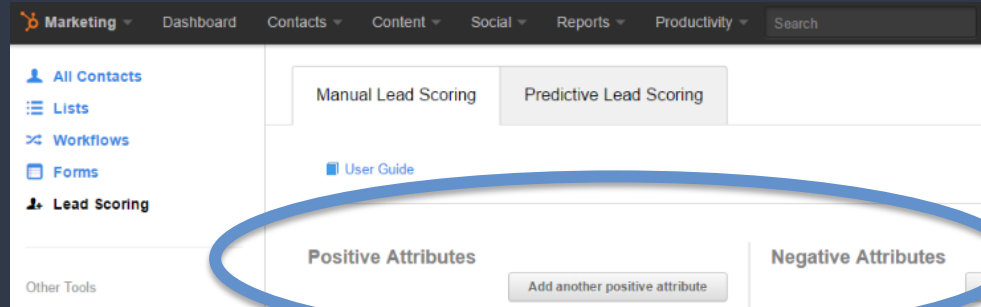 Marketing Dashboard Contacts Content Social Reports Productivity Search
All Contacts
Lists
Workflows
Forms
Lead Scoring
Other Tools
Manual Lead Scoring Predictive Lead Scoring
User Guide
Positive Attributes Negative Attributes
Add another positive attribute